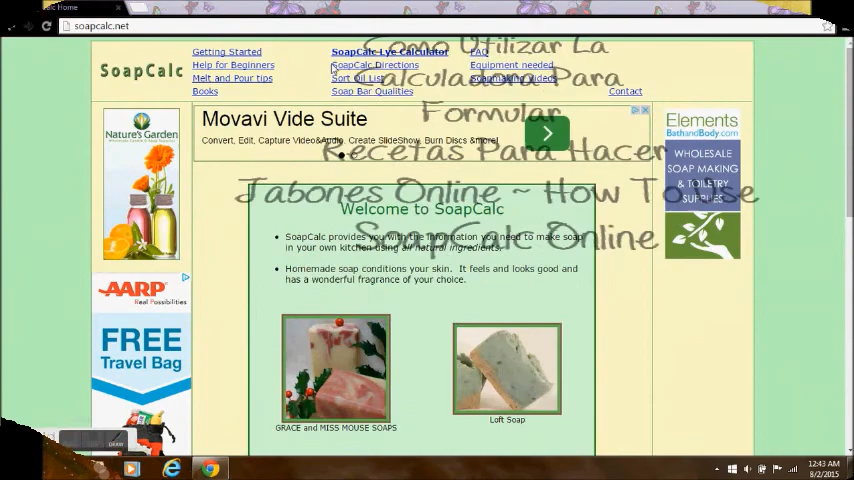 calc Home
soapcalc.net
SoapCalc
Getting Started
Help for Beginners
Melt and Pour tips
Books
SoapCalc Lye Calculator
SoapCalc Directions
Sort Oil List
Soap Bar Qualities
FAQ
Equipment needed
Soapmaking Videos
Contact
Como Utilizar La
Calculadora Para
Formular
Recetas Para Hacer
Jabones Online ~ How To Use
SoapCalc Online
NATURE'S GARDEN
Movavi Vide Suite
Convert, Edit, Capture Video&Audio, Create SlideShow, Burn Discs &more!
Elements
BathandBody.com
WHOLESALE
SOAP MAKING
& TOILETRY
SUPPLIES
Welcome to SoapCalc
• SoapCalc provides you with the information you need to make soap
in your own kitchen using all natural ingredients.
• Homemade soap conditions your skin. It feels and looks good and
has a wonderful fragrance of your choice.
AARP
Real Possibilities
FREE
Travel Bag
GRACE and MISS MOUSE SOAPS
Loft Soap
DRAW
12:43 AM
8/2/2015